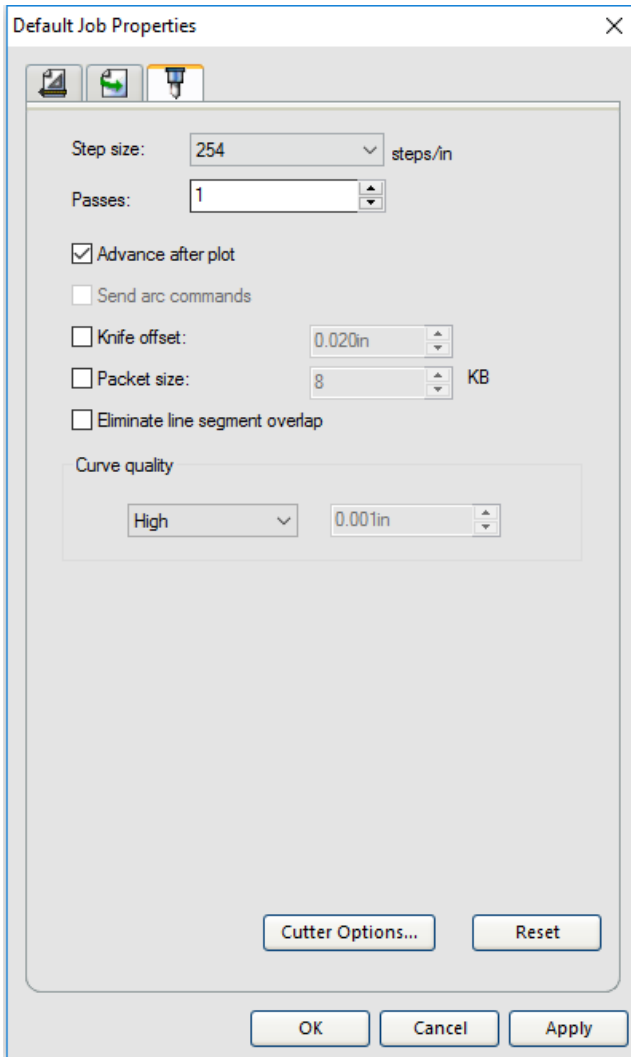 Default Job Properties
Step size: 254 steps/in
Passes: 1
Advance after plot
Send arc commands
Knife offset: 0.020in
Packet size: 8 KB
Eliminate line segment overlap
Curve quality
High 0.001in
Cutter Options... Reset
OK Cancel Apply